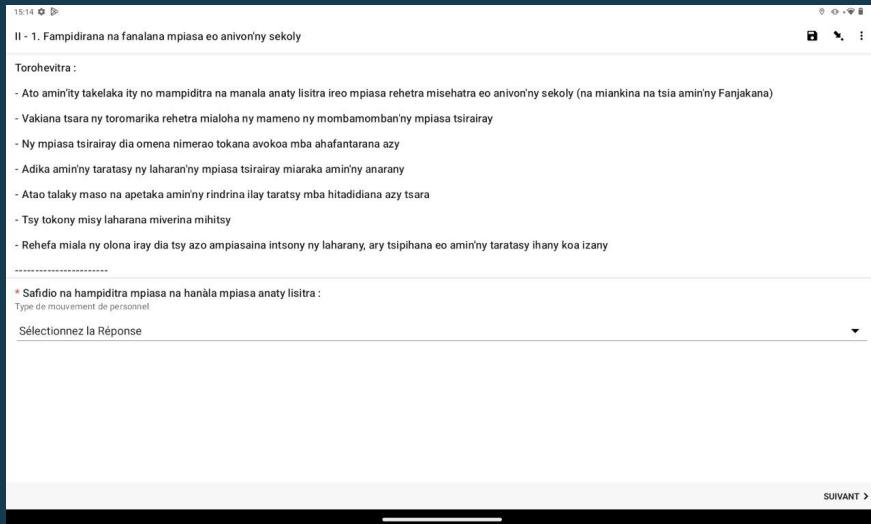 15:14
II - 1. Fampidirana na fanalana mpiasa eo anivon'ny sekoly
Torohevitra :
- Ato amin'ity takelaka ity no mampiditra na manala anaty lisitra ireo mpiasa rehetra misehatra eo anivon'ny sekoly (na miankina na tsia amin'ny Fanjakana)
- Vakiana tsara ny toromarika rehetra mialoha ny mameno ny mombamomban'ny mpiasa tsirairay
- Ny mpiasa tsirairay dia omena nimerao tokana avokoa mba ahafantarana azy
- Adika amin'ny taratasy ny laharan'ny mpiasa tsirairay miaraka amin'ny anarany
- Atao talaky maso na apetaka amin'ny rindrina ilay taratsy mba hitadidiana azy tsara
- Tsy tokony misy laharana miverina mihitsy
- Rehefa miala ny olona iray dia tsy azo ampiasaina intsony ny laharany, ary tsipihana eo amin'ny taratasy ihany koa izany
-----------------------
* Safidio na hampiditra mpiasa na hanàla mpiasa anaty lisitra :
Type de mouvement de personnel
Sélectionnez la Réponse
SUIVANT >